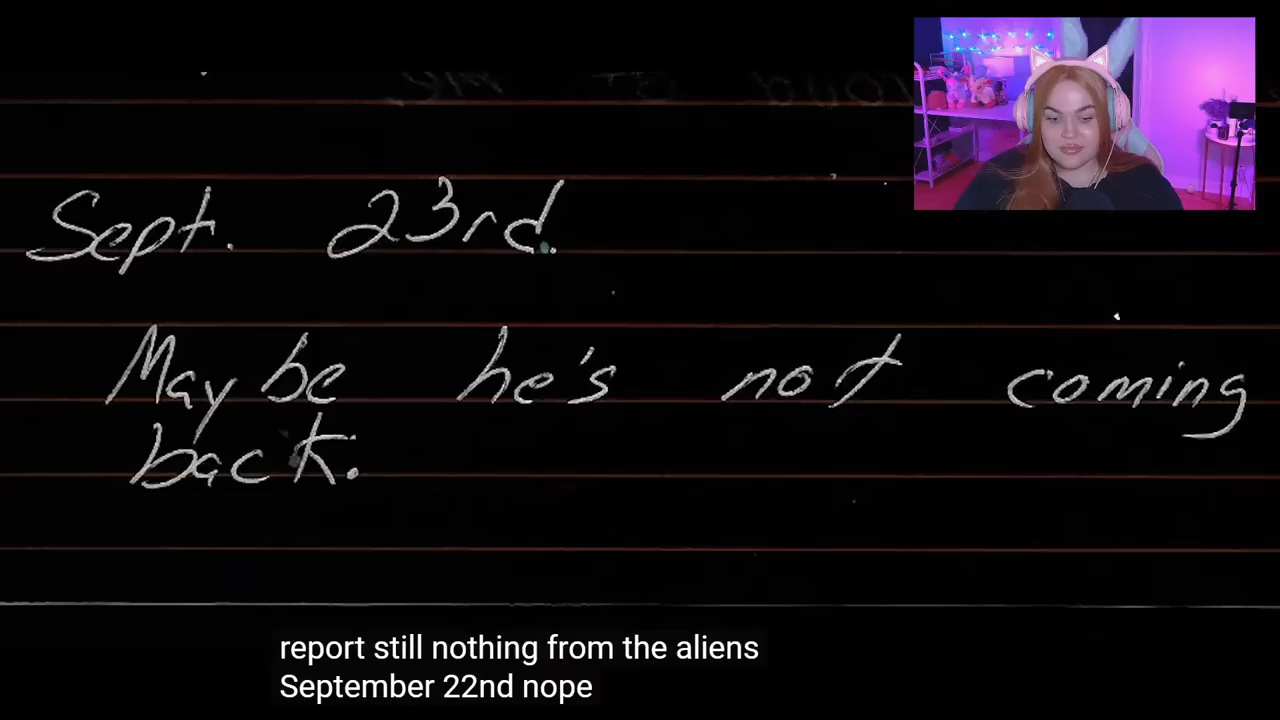 Sept. 23rd.
Maybe he's not coming
back.
report still nothing from the aliens
September 22nd nope